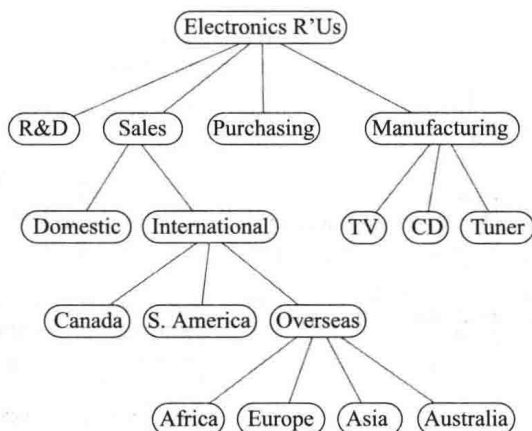 Electronics R'Us
R&D Sales Purchasing Manufacturing
Domestic International TV CD Tuner
Canada S. America Overseas
Africa Europe Asia Australia